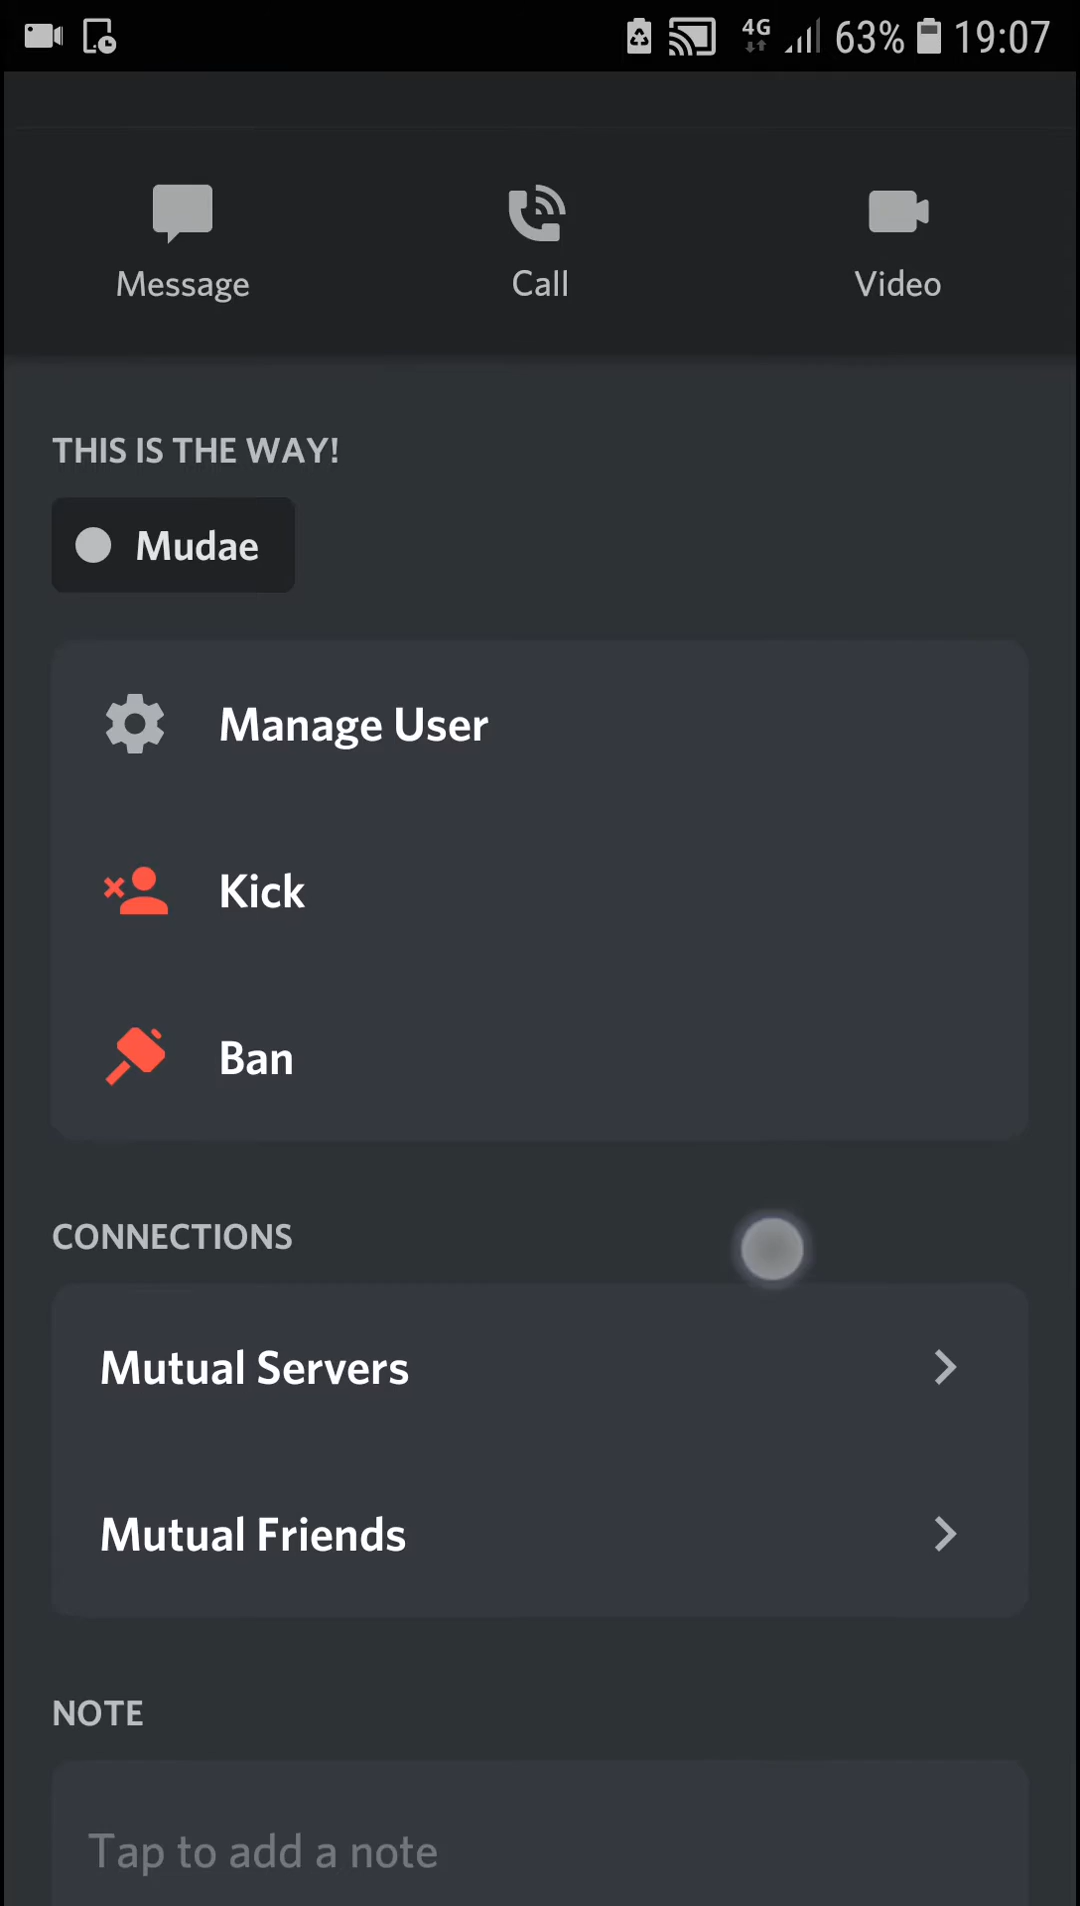 4G 63% 19:07
Message Call Video
THIS IS THE WAY!
Mudae
Manage User
Kick
Ban
CONNECTIONS
Mutual Servers
Mutual Friends
NOTE
Tap to add a note